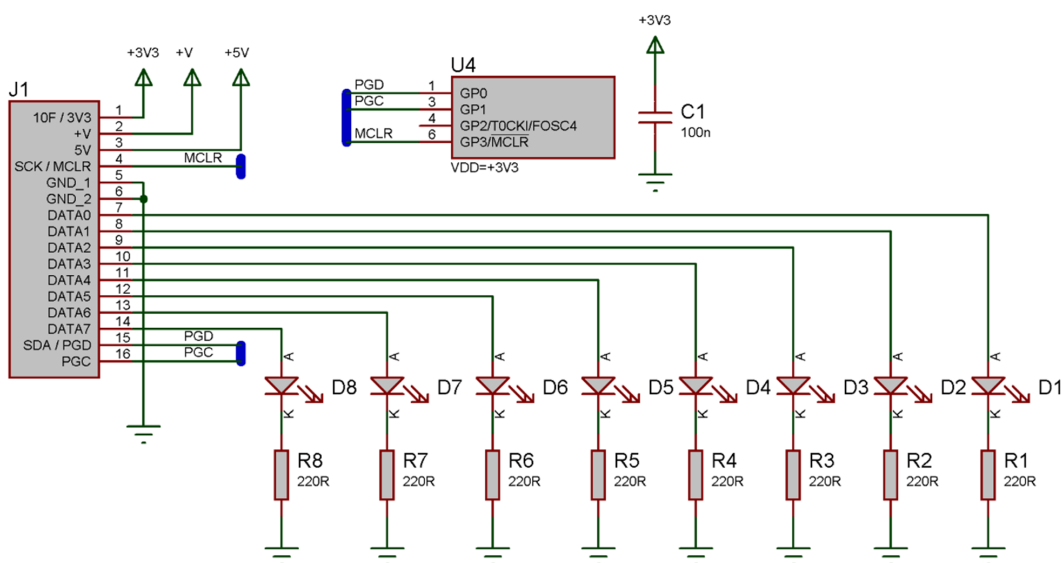 +3V3
+V
+5V
J1
10F / 3V3
1
+V
2
5V
3
SCK / MCLR
4
MCLR
GND_1
5
GND_2
6
DATA0
7
DATA1
8
DATA2
9
DATA3
10
DATA4
11
DATA5
12
DATA6
13
DATA7
14
SDA / PGD
15
PGD
PGC
16
PGC
U4
PGD
1
GP0
PGC
3
GP1
4
GP2/T0CKI/FOSC4
MCLR
6
GP3/MCLR
VDD=+3V3
+3V3
C1
100n
A
D8
K
R8
220R
A
D7
K
R7
220R
A
D6
K
R6
220R
A
D5
K
R5
220R
A
D4
K
R4
220R
A
D3
K
R3
220R
A
D2
K
R2
220R
A
D1
K
R1
220R